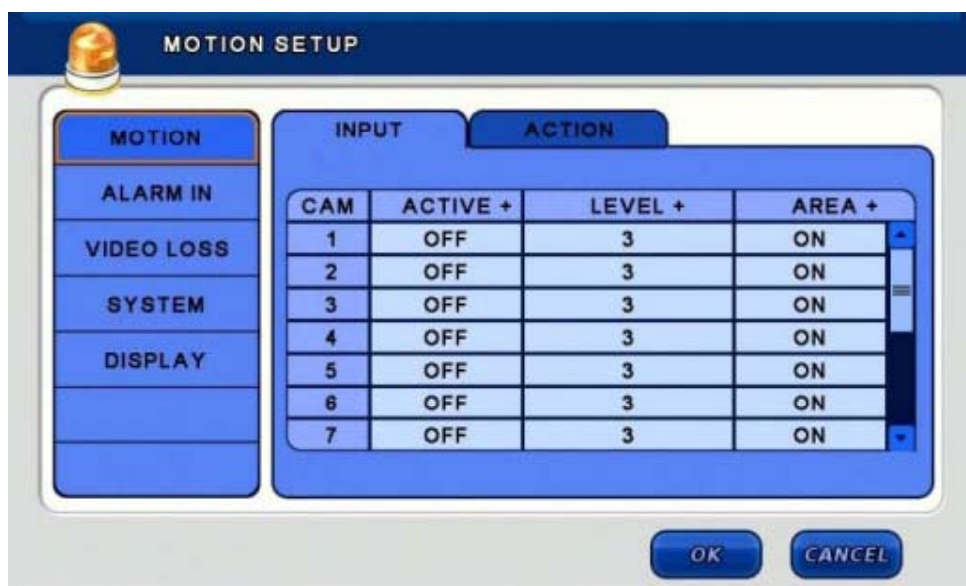 MOTION SETUP
MOTION
ALARM IN
VIDEO LOSS
SYSTEM
DISPLAY
INPUT ACTION
CAM ACTIVE + LEVEL + AREA +
1 OFF 3 ON
2 OFF 3 ON
3 OFF 3 ON
4 OFF 3 ON
5 OFF 3 ON
6 OFF 3 ON
7 OFF 3 ON
OK CANCEL